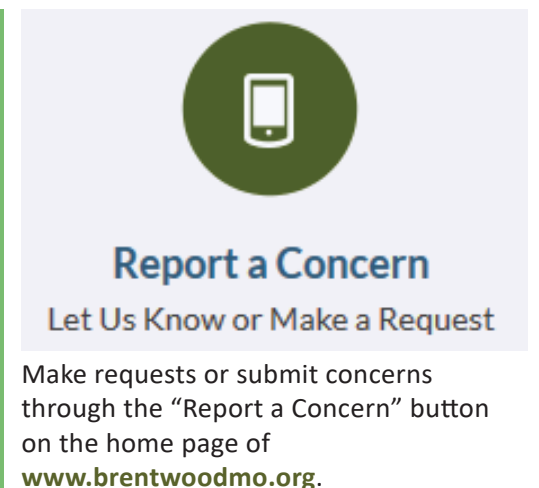 Report a Concern
Let Us Know or Make a Request
Make requests or submit concerns
through the “Report a Concern” button
on the home page of
www.brentwoodmo.org.